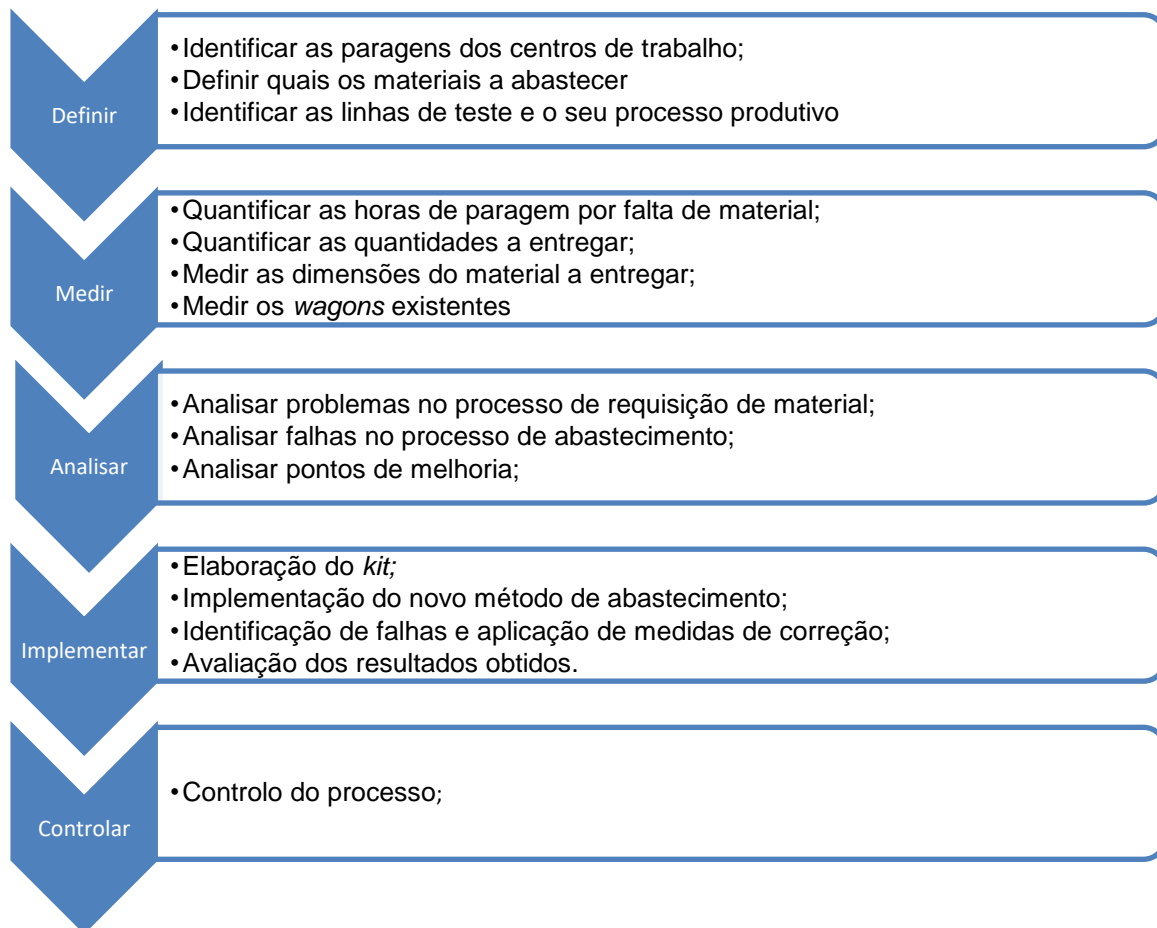 Definir
•Identificar as paragens dos centros de trabalho;
•Definir quais os materiais a abastecer
•Identificar as linhas de teste e o seu processo produtivo
Medir
•Quantificar as horas de paragem por falta de material;
•Quantificar as quantidades a entregar;
•Medir as dimensões do material a entregar;
•Medir os wagons existentes
Analisar
•Analisar problemas no processo de requisição de material;
•Analisar falhas no processo de abastecimento;
•Analisar pontos de melhoria;
Implementar
•Elaboração do kit;
•Implementação do novo método de abastecimento;
•Identificação de falhas e aplicação de medidas de correção;
•Avaliação dos resultados obtidos.
Controlar
•Controlo do processo;